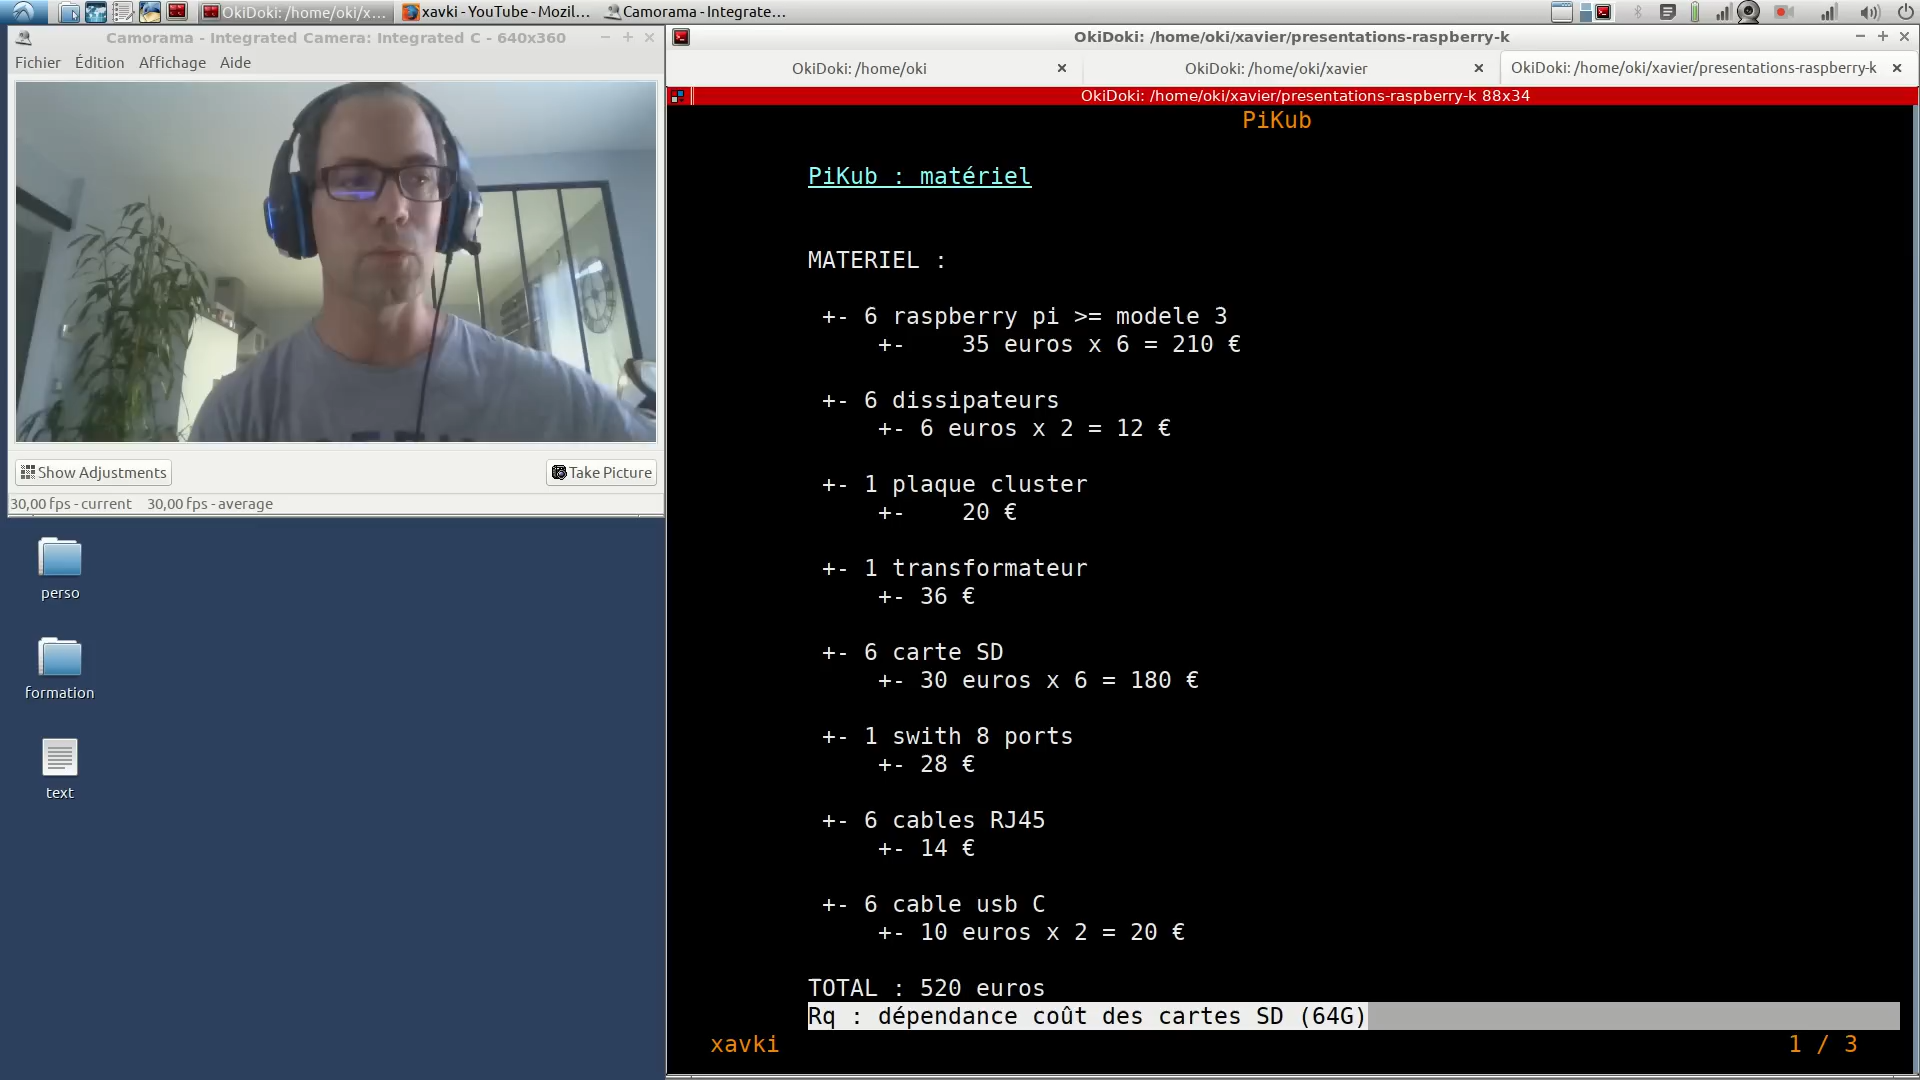 OkiDoki: /home/oki/x...
xavki - YouTube - Mozil...
Camorama - Integrate...
Camorama - Integrated Camera: Integrated C - 640x360
Fichier Édition Affichage Aide
Show Adjustments
Take Picture
30,00 fps - current 30,00 fps - average
perso
formation
text
OkiDoki: /home/oki/xavier/presentations-raspberry-k
OkiDoki: /home/oki
OkiDoki: /home/oki/xavier
OkiDoki: /home/oki/xavier/presentations-raspberry-k
OkiDoki: /home/oki/xavier/presentations-raspberry-k 88x34
PiKub
PiKub : matériel
MATERIEL :
+- 6 raspberry pi >= modele 3
+- 35 euros x 6 = 210 €
+- 6 dissipateurs
+- 6 euros x 2 = 12 €
+- 1 plaque cluster
+- 20 €
+- 1 transformateur
+- 36 €
+- 6 carte SD
+- 30 euros x 6 = 180 €
+- 1 swith 8 ports
+- 28 €
+- 6 cables RJ45
+- 14 €
+- 6 cable usb C
+- 10 euros x 2 = 20 €
TOTAL : 520 euros
Rq : dépendance coût des cartes SD (64G)
xavki
1 / 3